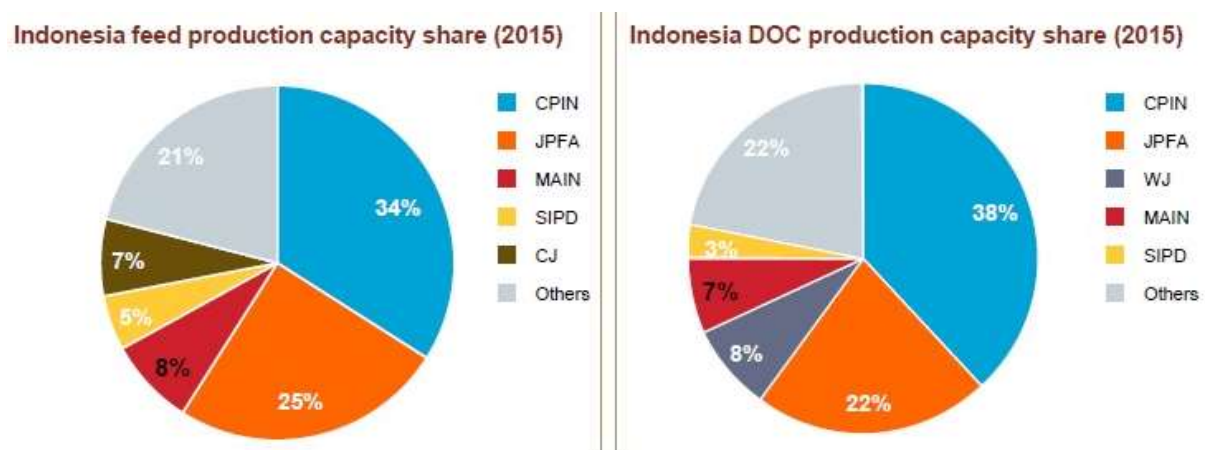 Indonesia feed production capacity share (2015)
34%
25%
8%
5%
7%
21%
CPIN
JPFA
MAIN
SIPD
CJ
Others
Indonesia DOC production capacity share (2015)
38%
22%
8%
7%
3%
22%
CPIN
JPFA
WJ
MAIN
SIPD
Others